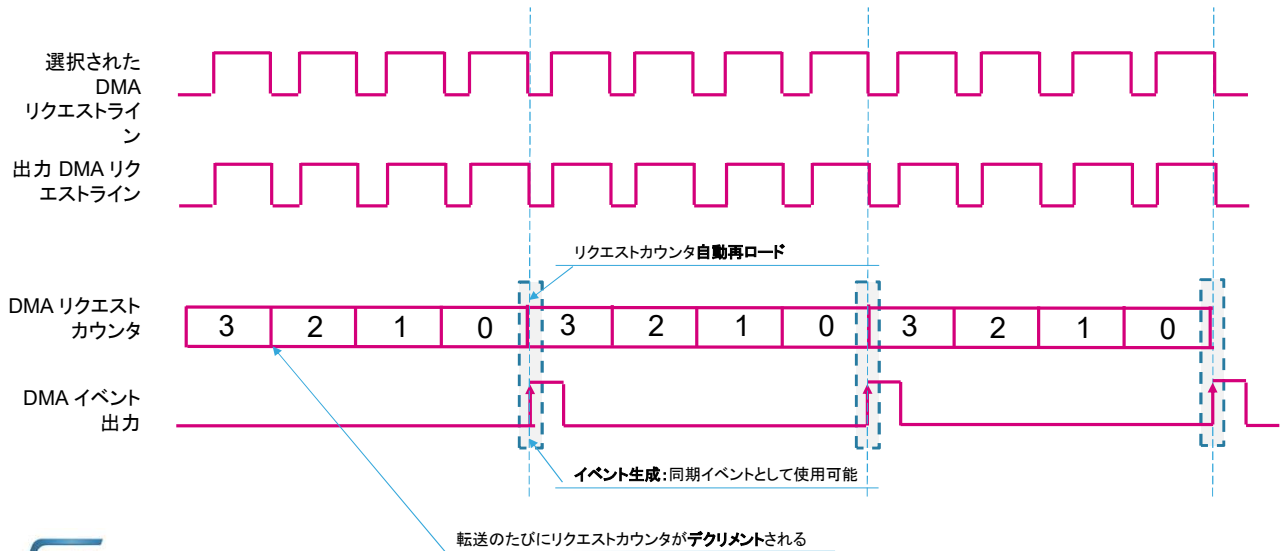 選択された
DMA
リクエストライ
ン
出力 DMA リク
エストライン
リクエストカウンタ自動再ロード
DMA リクエスト
カウンタ
3 2 1 0 3 2 1 0 3 2 1 0
DMA イベント
出力
イベント生成:同期イベントとして使用可能
転送のたびにリクエストカウンタがデクリメントされる